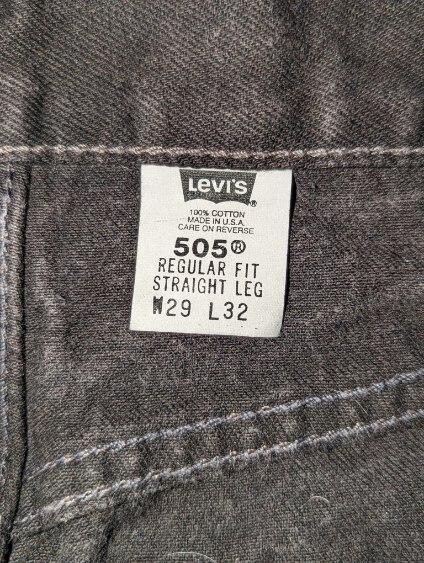 LEVI'S®
100% COTTON
MADE IN U.S.A.
CARE ON REVERSE
505®
REGULAR FIT
STRAIGHT LEG
W29 L32